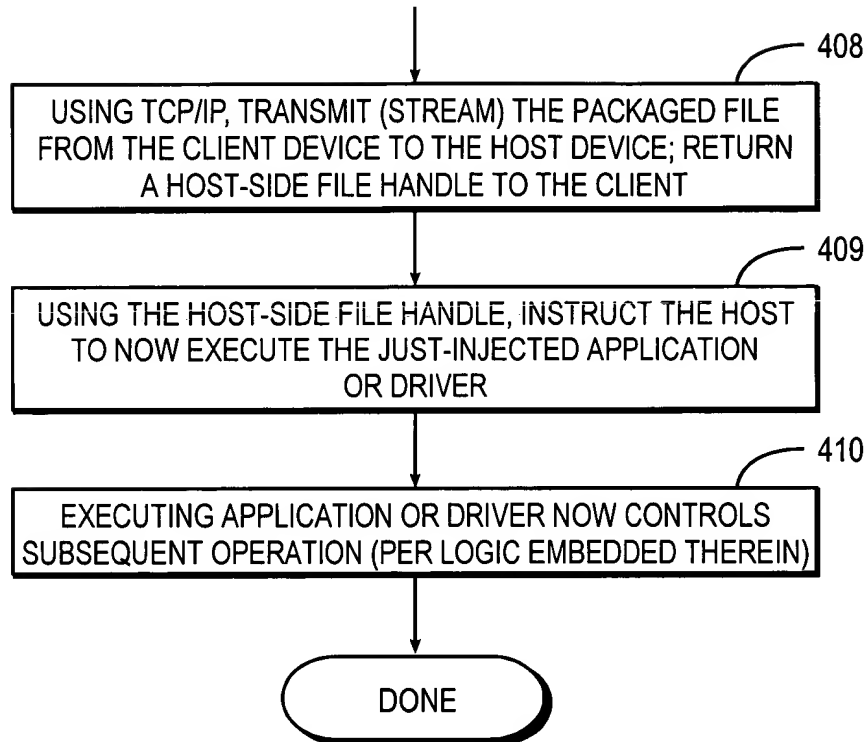 408
USING TCP/IP, TRANSMIT (STREAM) THE PACKAGED FILE
FROM THE CLIENT DEVICE TO THE HOST DEVICE; RETURN
A HOST-SIDE FILE HANDLE TO THE CLIENT
409
USING THE HOST-SIDE FILE HANDLE, INSTRUCT THE HOST
TO NOW EXECUTE THE JUST-INJECTED APPLICATION
OR DRIVER
410
EXECUTING APPLICATION OR DRIVER NOW CONTROLS
SUBSEQUENT OPERATION (PER LOGIC EMBEDDED THEREIN)
DONE